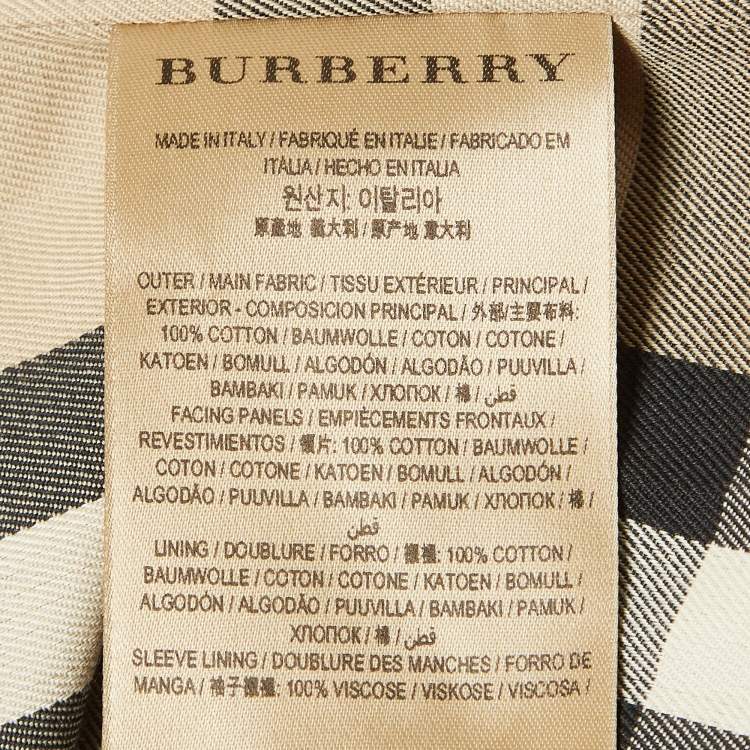 BURBERRY
MADE IN ITALY / FABRIQUÉ EN ITALIE / FABRICADO EM
ITÁLIA / HECHO EN ITALIA
원산지: 이탈리아
原產地 義大利 / 原产地 意大利
OUTER / MAIN FABRIC / TISSU EXTÉRIEUR / PRINCIPAL /
EXTERIOR - COMPOSICION PRINCIPAL / 外部/主要布料:
100% COTTON / BAUMWOLLE / COTON / COTONE /
KATOEN / BOMULL / ALGODÓN / ALGODÃO / PUUVILLA /
BAMBAKI / PAMUK / ХЛОПОК / 棉 / قطن /
FACING PANELS / EMPIÈCEMENTS FRONTAUX /
REVESTIMIENTOS / 襯片: 100% COTTON / BAUMWOLLE /
COTON / COTONE / KATOEN / BOMULL / ALGODÓN /
ALGODÃO / PUUVILLA / BAMBAKI / PAMUK / ХЛОПОК / 棉 /
قطن
LINING / DOUBLURE / FORRO / 襯裡: 100% COTTON /
BAUMWOLLE / COTON / COTONE / KATOEN / BOMULL /
ALGODÓN / ALGODÃO / PUUVILLA / BAMBAKI / PAMUK /
ХЛОПОК / 棉 / قطن /
SLEEVE LINING / DOUBLURE DES MANCHES / FORRO DE
MANGA / 袖子襯裡: 100% VISCOSE / VISKOSE / VISCOSA /